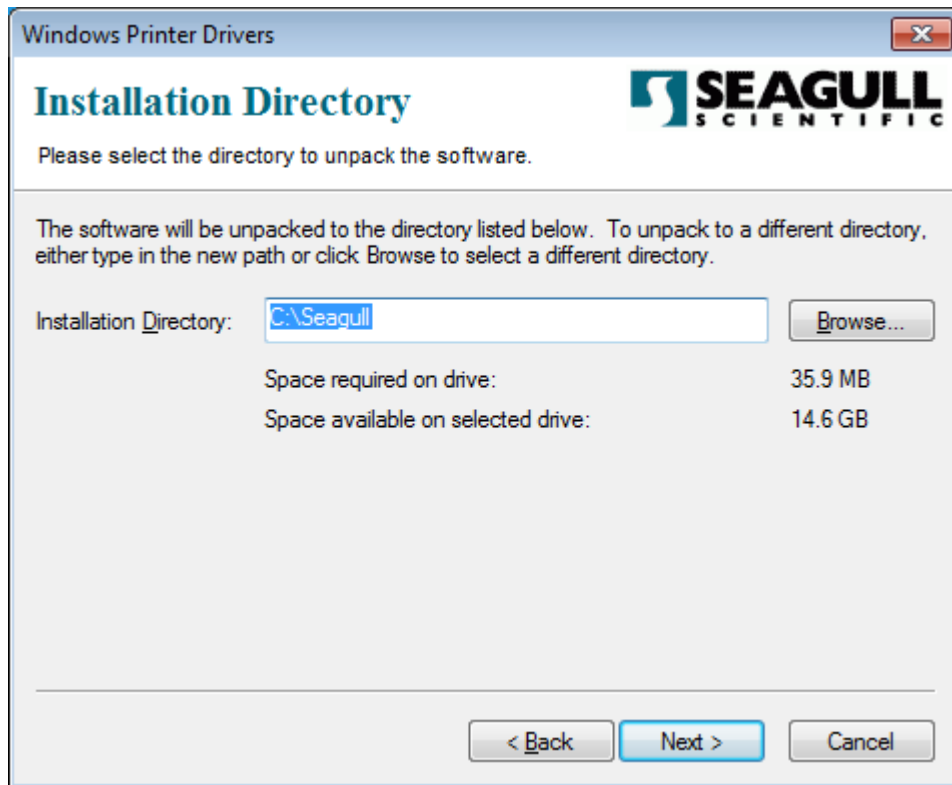 Windows Printer Drivers
Installation Directory
SEAGULL
SCIENTIFIC
Please select the directory to unpack the software.
The software will be unpacked to the directory listed below. To unpack to a different directory,
either type in the new path or click Browse to select a different directory.
Installation Directory: C:\Seagull Browse...
Space required on drive: 35.9 MB
Space available on selected drive: 14.6 GB
< Back Next > Cancel